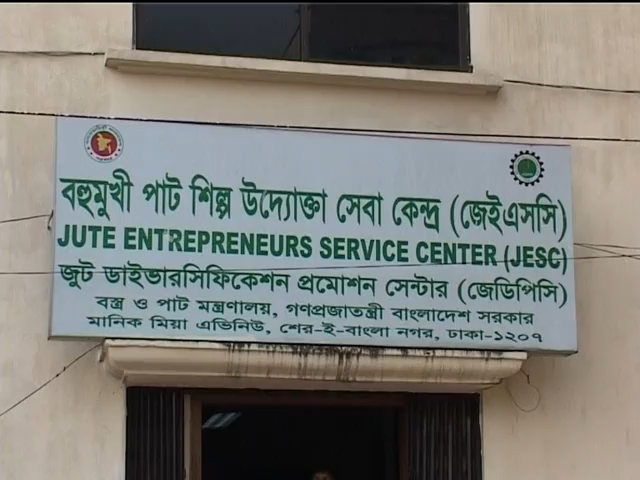 বহুমুখী পাট শিল্প উদ্যোক্তা সেবা কেন্দ্র (জেইএসসি)
JUTE ENTREPRENEURS SERVICE CENTER (JESC)
জুট ডাইভারসিফিকেশন প্রমোশন সেন্টার (জেডিপিসি)
বস্ত্র ও পাট মন্ত্রণালয়, গণপ্রজাতন্ত্রী বাংলাদেশ সরকার
মানিক মিয়া এভিনিউ, শের-ই-বাংলা নগর, ঢাকা-১২০৭